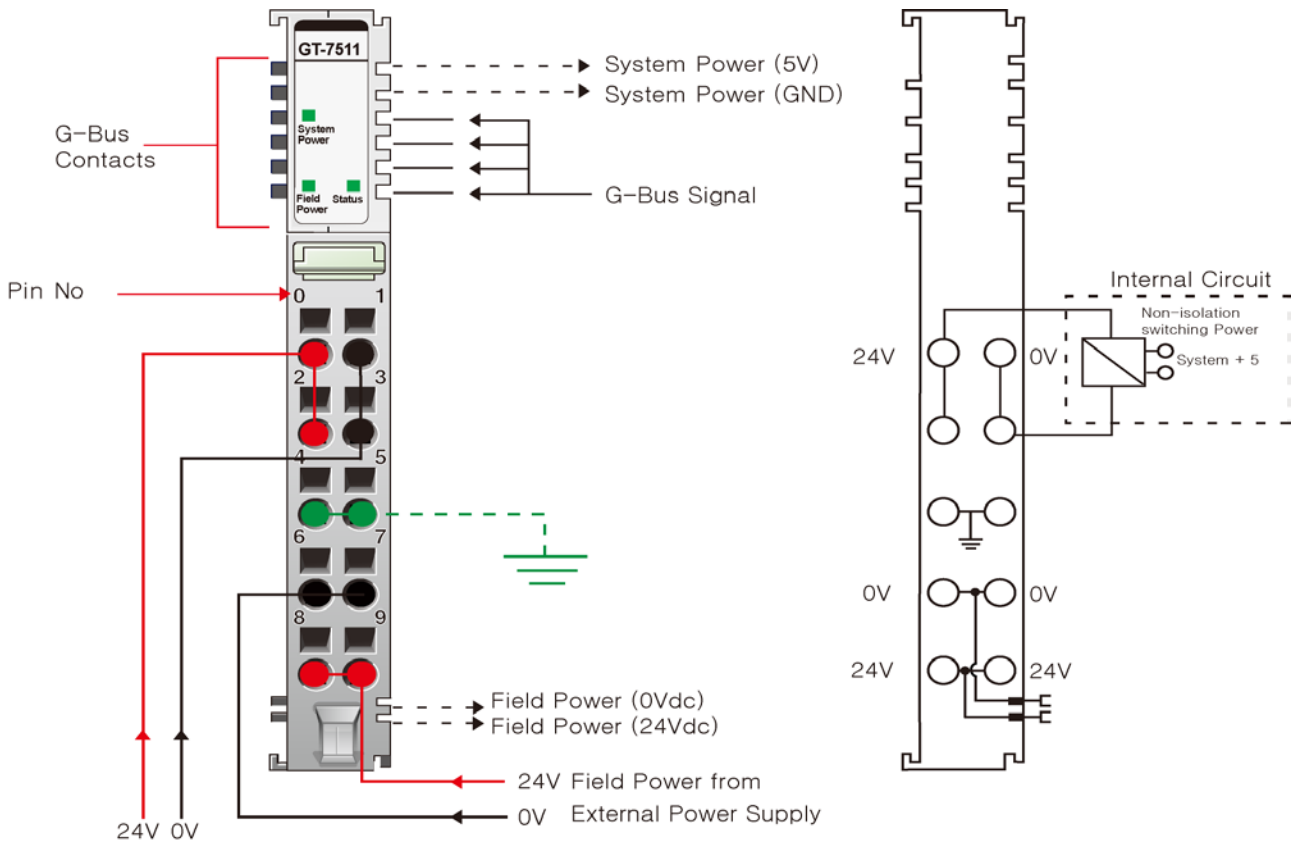 GT-7511
System Power (5V)
System Power (GND)
System
Power
G-Bus
Contacts
Field
Power
Status
G-Bus Signal
Pin No
0 1
2 3
4 5
6 7
8 9
Field Power (0Vdc)
Field Power (24Vdc)
24V Field Power from
0V External Power Supply
24V 0V
Internal Circuit
Non-isolation
switching Power
System + 5
24V 0V
0V 0V
24V 24V